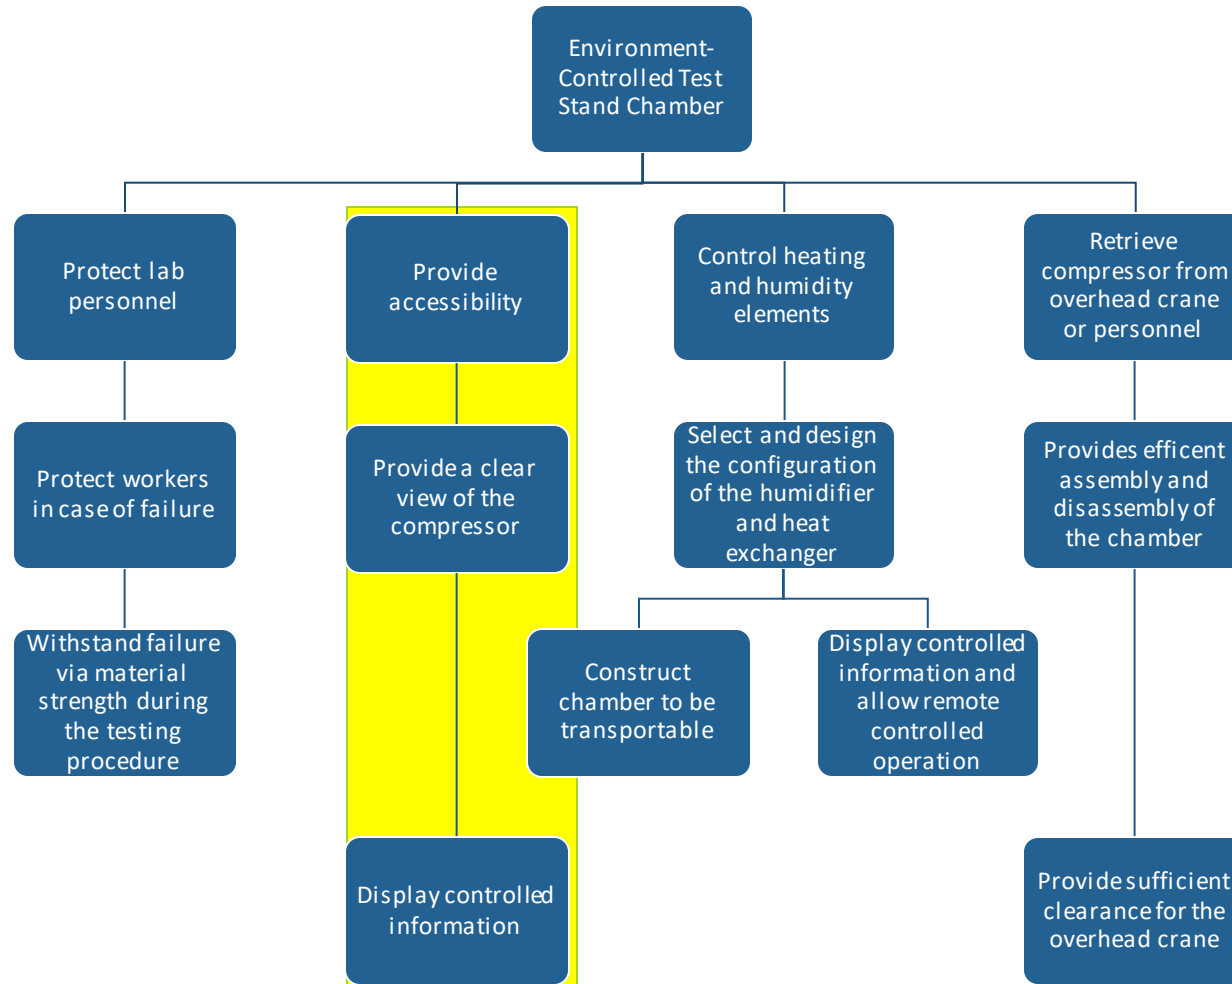 Environment-
Controlled Test
Stand Chamber
Protect lab
personnel
Provide
accessibility
Control heating
and humidity
elements
Retrieve
compressor from
overhead crane
or personnel
Protect workers
in case of failure
Provide a clear
view of the
compressor
Select and design
the configuration
of the humidifier
and heat
exchanger
Provides efficent
assembly and
disassembly of
the chamber
Withstand failure
via material
strength during
the testing
procedure
Construct
chamber to be
transportable
Display controlled
information and
allow remote
controlled
operation
Display controlled
information
Provide sufficient
clearance for the
overhead crane